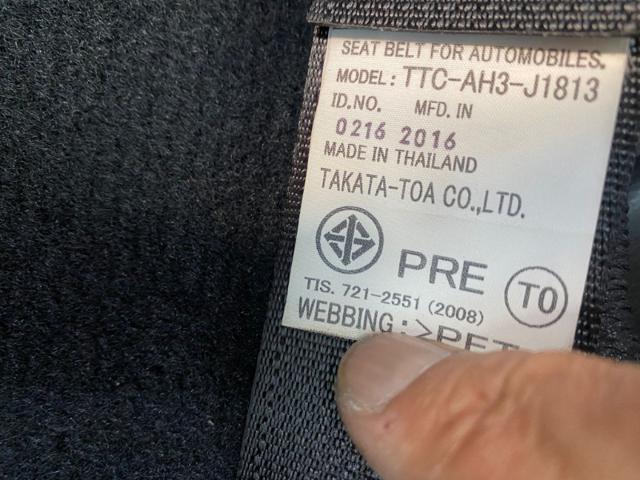 SEAT BELT FOR AUTOMOBILES.
MODEL: TTC-AH3-J1813
ID.NO. MFD. IN
0216 2016
MADE IN THAILAND
TAKATA-TOA CO.,LTD.
PRE TO
TIS. 721-2551 (2008)
WEBBING: >PET